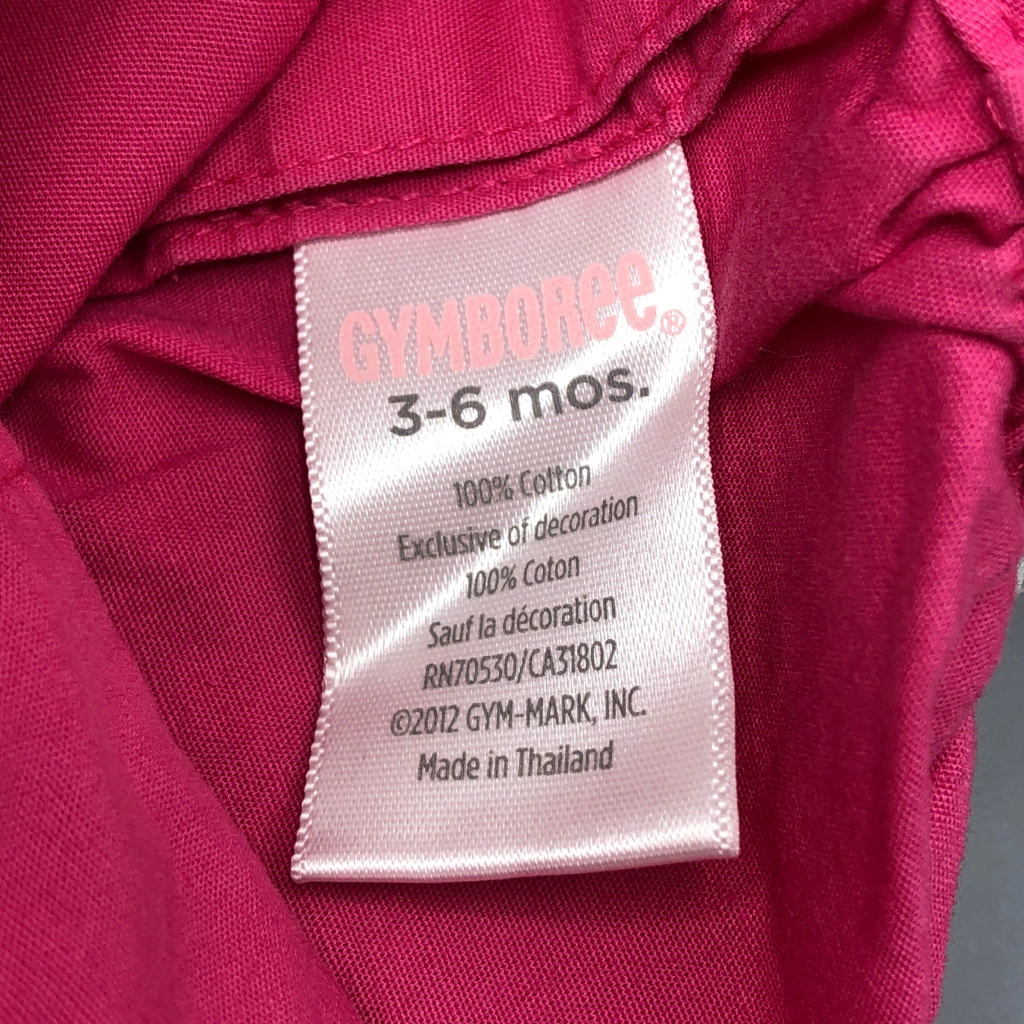 GYMBOREE®
3-6 mos.
100% Cotton
Exclusive of decoration
100% Coton
Sauf la décoration
RN70530/CA31802
©2012 GYM-MARK, INC.
Made in Thailand